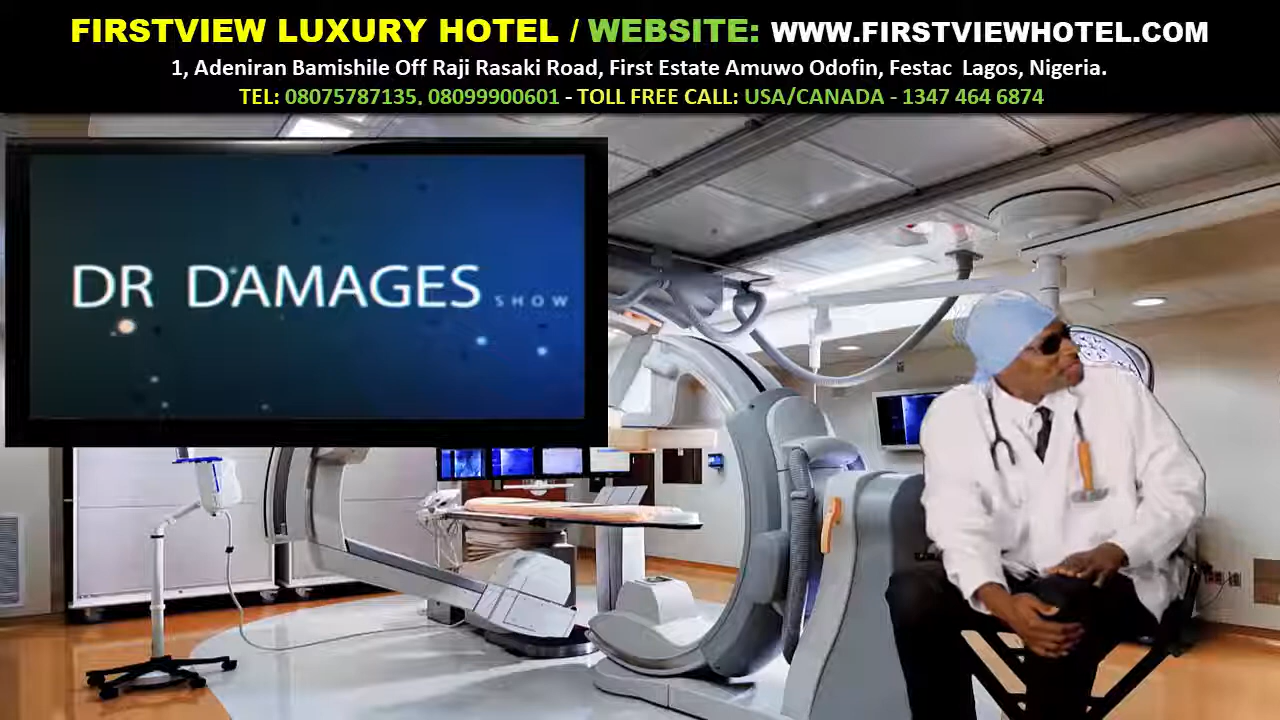 FIRSTVIEW LUXURY HOTEL / WEBSITE: WWW.FIRSTVIEWHOTEL.COM
1, Adeniran Bamishile Off Raji Rasaki Road, First Estate Amuwo Odofin, Festac Lagos, Nigeria.
TEL: 08075787135, 08099900601 - TOLL FREE CALL: USA/CANADA - 1347 464 6874
DR DAMAGES SHOW